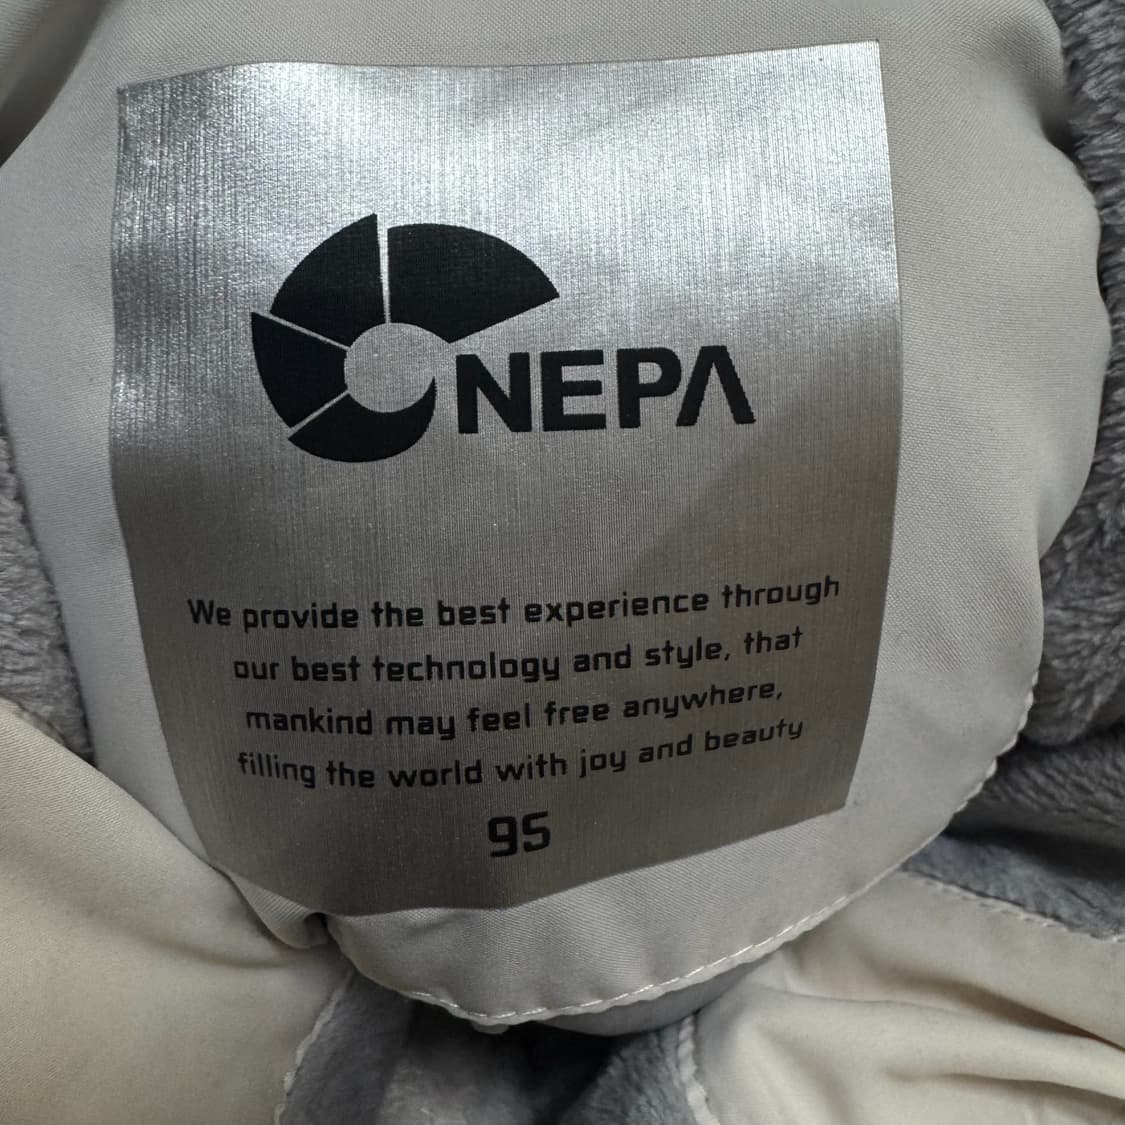 NEPA
We provide the best experience through
our best technology and style, that
mankind may feel free anywhere,
filling the world with joy and beauty
95